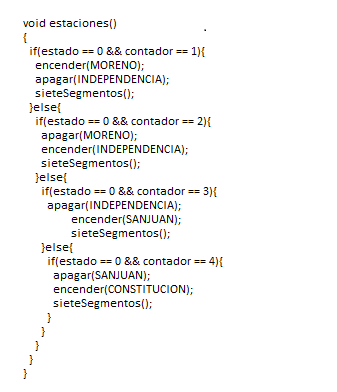 void estaciones()
{
if(estado == 0 && contador == 1){
encender(MORENO);
apagar(INDEPENDENCIA);
sieteSegmentos();
}else{
if(estado == 0 && contador == 2){
apagar(MORENO);
encender(INDEPENDENCIA);
sieteSegmentos();
}else{
if(estado == 0 && contador == 3){
apagar(INDEPENDENCIA);
encender(SANJUAN);
sieteSegmentos();
}else{
if(estado == 0 && contador == 4){
apagar(SANJUAN);
encender(CONSTITUCION);
sieteSegmentos();
}
}
}
}
}